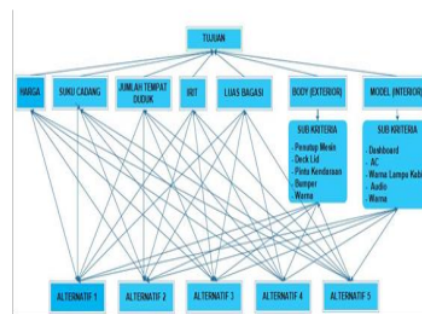 TUJUAN
HARGA
SUKU CADANG
JUMLAH TEMPAT
DUDUK
IRIT
LUAS BAGASI
BODY (EXTERIOR)
MODEL (INTERIOR)
SUB KRITERIA
- Penutup Mesin
- Deck Lid
- Pintu Kendaraan
- Bumper
- Warna
SUB KRITERIA
- Dashboard
- AC
- Warna Lampu Kabi
- Audio
- Warna
ALTERNATIF 1
ALTERNATIF 2
ALTERNATIF 3
ALTERNATIF 4
ALTERNATIF 5